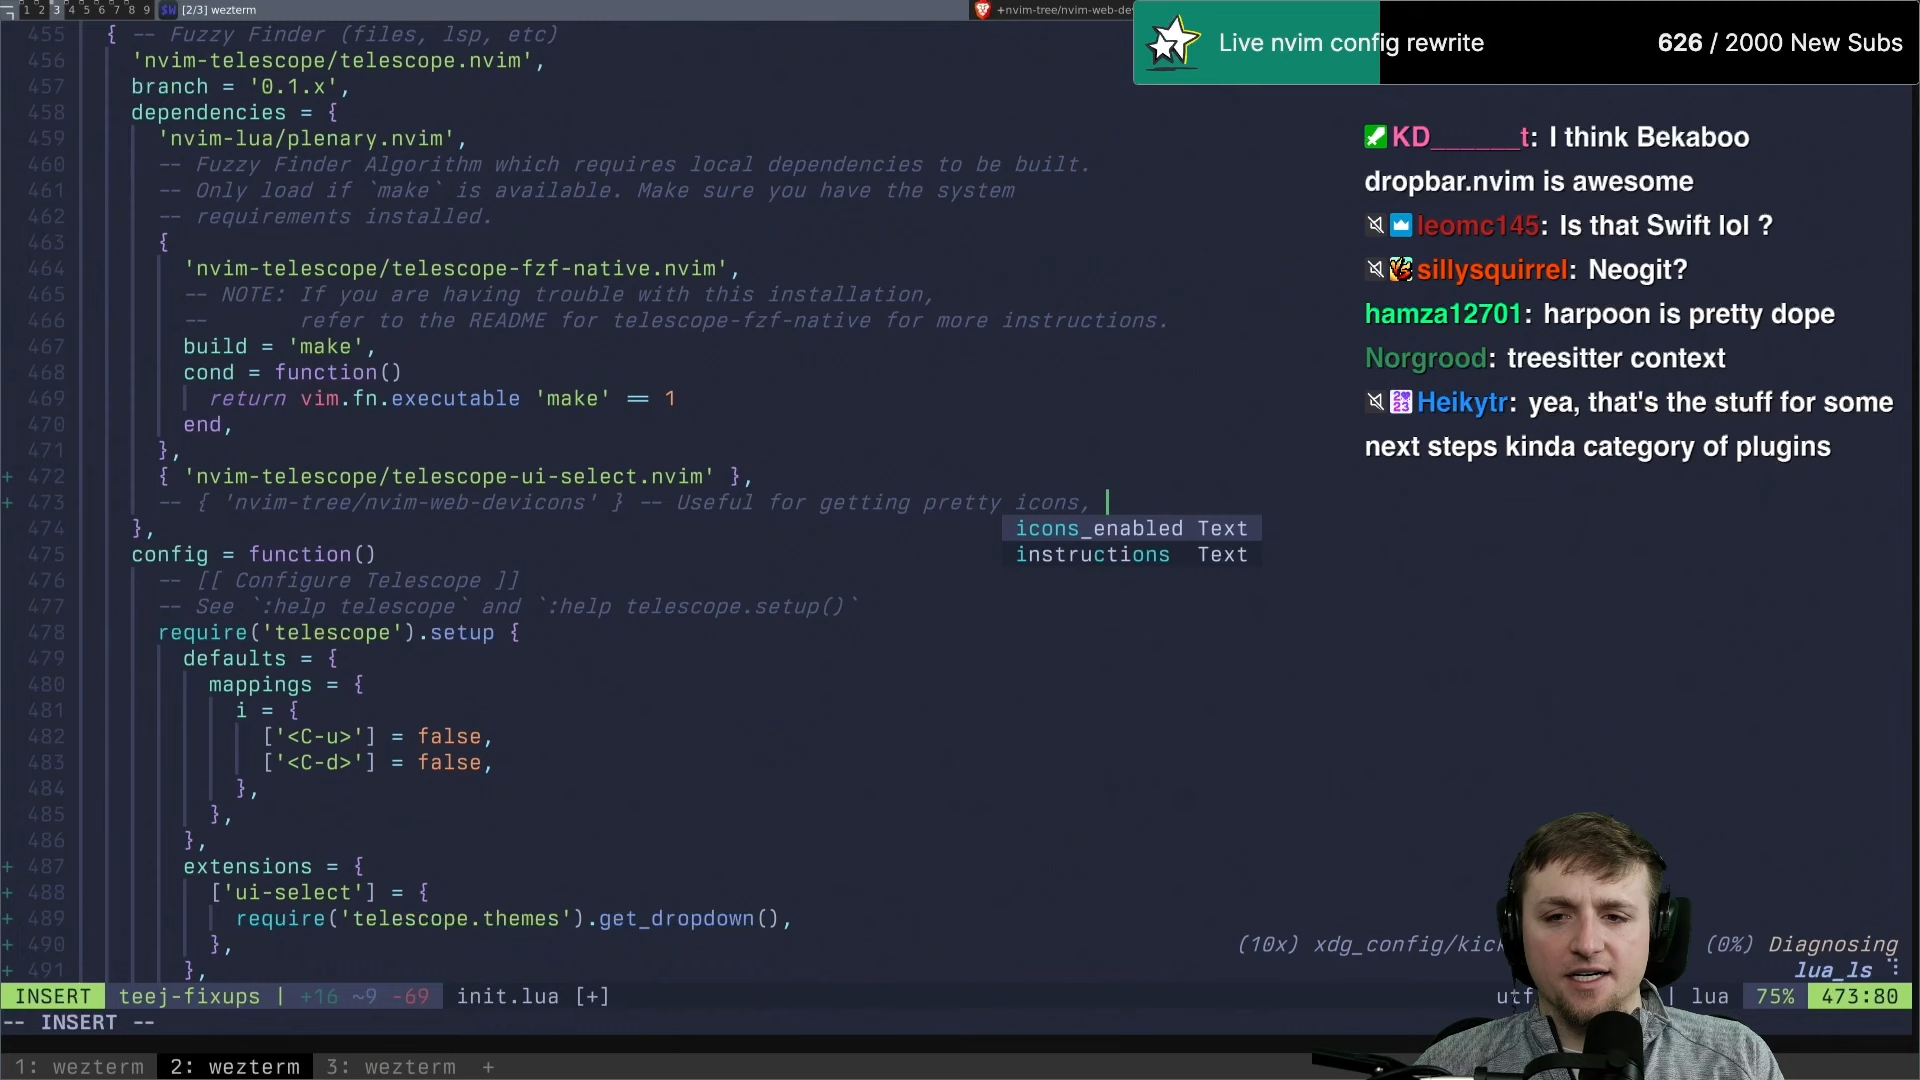 1 2 3 4 5 6 7 8 9 $W [2/3] wezterm +nvim-tree/nvim-web-dev
Live nvim config rewrite 626 / 2000 New Subs
455 { -- Fuzzy Finder (files, lsp, etc)
456 'nvim-telescope/telescope.nvim',
457 branch = '0.1.x',
458 dependencies = {
459 'nvim-lua/plenary.nvim',
460 -- Fuzzy Finder Algorithm which requires local dependencies to be built.
461 -- Only load if `make` is available. Make sure you have the system
462 -- requirements installed.
463 {
464 'nvim-telescope/telescope-fzf-native.nvim',
465 -- NOTE: If you are having trouble with this installation,
466 -- refer to the README for telescope-fzf-native for more instructions.
467 build = 'make',
468 cond = function()
469 return vim.fn.executable 'make' == 1
470 end,
471 },
+ 472 { 'nvim-telescope/telescope-ui-select.nvim' },
+ 473 -- { 'nvim-tree/nvim-web-devicons' } -- Useful for getting pretty icons,
474 },
icons_enabled Text
475 config = function()
instructions Text
476 -- [[ Configure Telescope ]]
477 -- See `:help telescope` and `:help telescope.setup()`
478 require('telescope').setup {
479 defaults = {
480 mappings = {
481 i = {
482 ['<C-u>'] = false,
483 ['<C-d>'] = false,
484 },
485 },
486 },
+ 487 extensions = {
+ 488 ['ui-select'] = {
+ 489 require('telescope.themes').get_dropdown(),
+ 490 },
+ 491 },
KD______t: I think Bekaboo
dropbar.nvim is awesome
leomc145: Is that Swift lol ?
sillysquirrel: Neogit?
hamza12701: harpoon is pretty dope
Norgrood: treesitter context
Heikytr: yea, that's the stuff for some
next steps kinda category of plugins
(10x) xdg_config/kic (0%) Diagnosing
lua_ls
INSERT teej-fixups | +16 ~9 -69 init.lua [+] utf | lua 75% 473:80
-- INSERT --
1: wezterm 2: wezterm 3: wezterm +